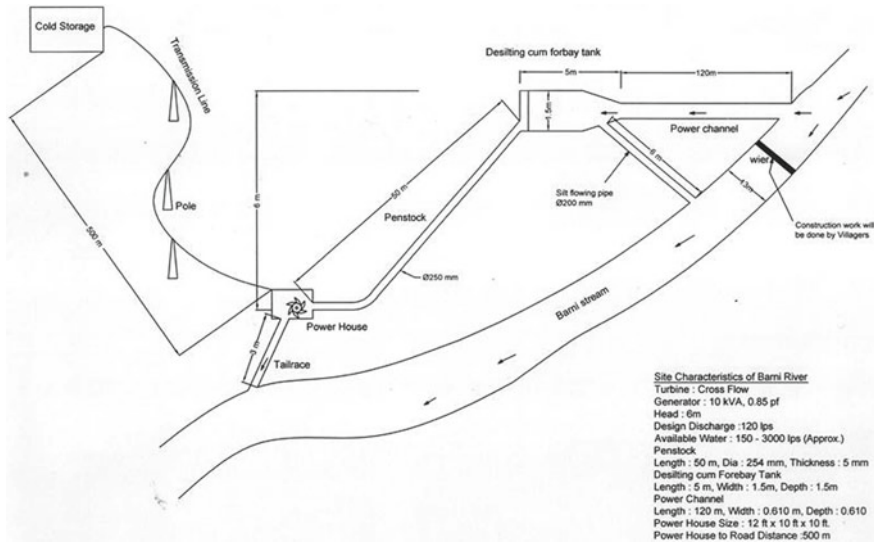 Cold Storage
Transmission Line
Desilting cum forbay tank
5m
120m
1.5m
Power channel
6 m
wier
13m
Silt flowing pipe
Ø200 mm
Construction work will
be done by Villagers
50 m
Penstock
6 m
Pole
500 m
Ø250 mm
Power House
3 m
Tailrace
Barni stream
Site Characteristics of Barni River
Turbine : Cross Flow
Generator : 10 kVA, 0.85 pf
Head : 6m
Design Discharge :120 lps
Available Water : 150 - 3000 lps (Approx.)
Penstock
Length : 50 m, Dia : 254 mm, Thickness : 5 mm
Desilting cum Forebay Tank
Length : 5 m, Width : 1.5m, Depth : 1.5m
Power Channel
Length : 120 m, Width : 0.610 m, Depth : 0.610
Power House Size : 12 ft x 10 ft x 10 ft.
Power House to Road Distance :500 m